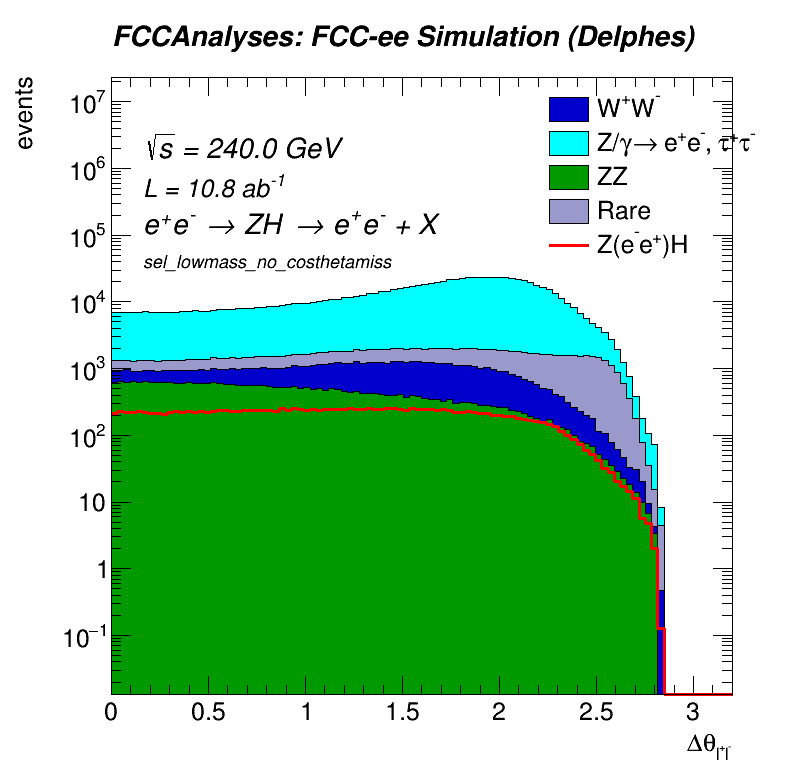 FCCAnalyses: FCC-ee Simulation (Delphes)
events
10⁷
10⁶
10⁵
10⁴
10³
10²
10
1
10⁻¹
√s = 240.0 GeV
L = 10.8 ab⁻¹
e⁺e⁻ → ZH → e⁺e⁻ + X
sel_lowmass_no_costhetamiss
W⁺W⁻
Z/γ→ e⁺e⁻, τ⁺τ⁻
ZZ
Rare
Z(e⁻e⁺)H
0 0.5 1 1.5 2 2.5 3
Δθ_l⁺l⁻